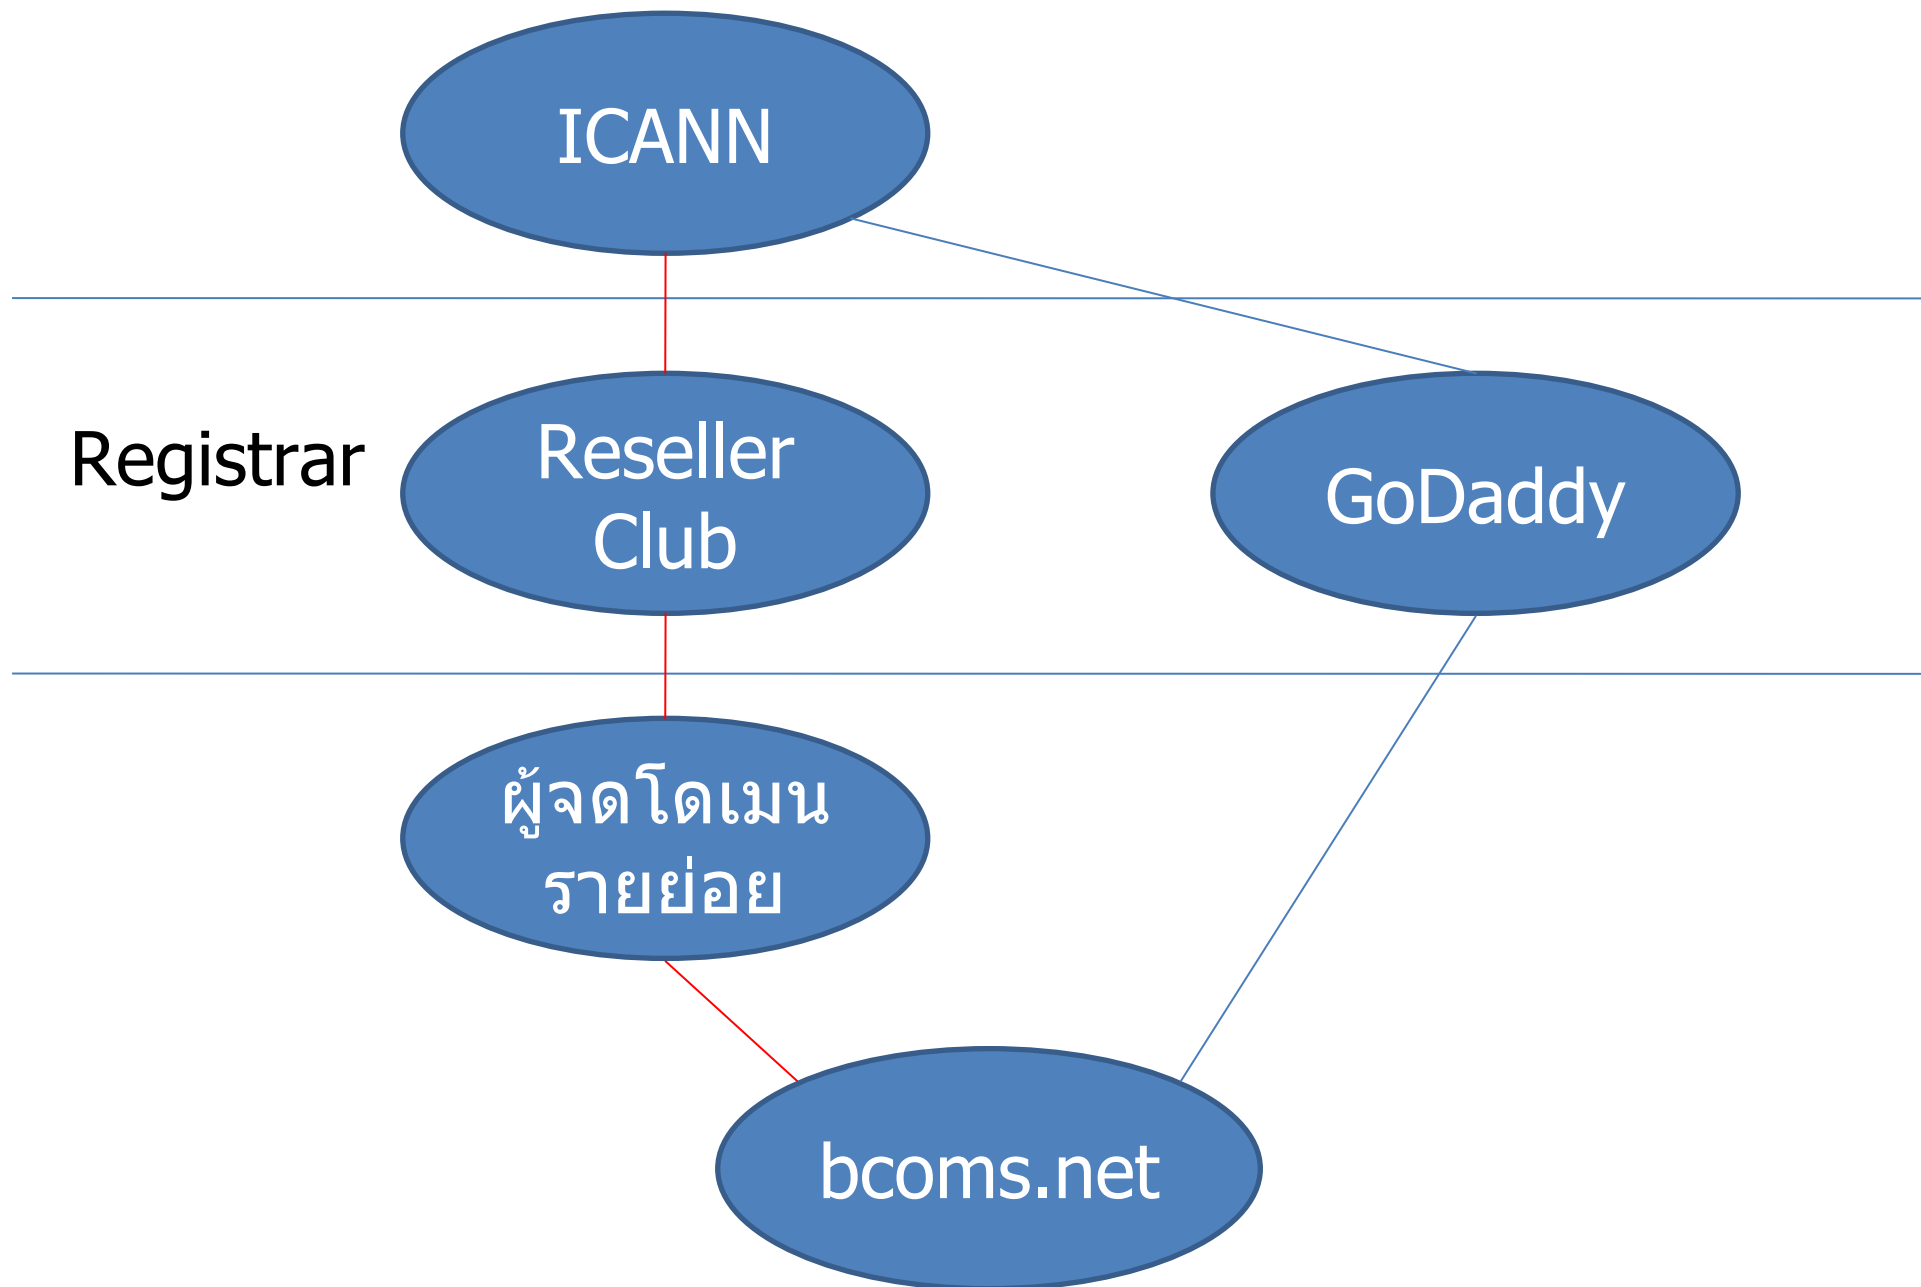 ICANN
Registrar
Reseller
Club
GoDaddy
ผู้จดโดเมน
รายย่อย
bcoms.net